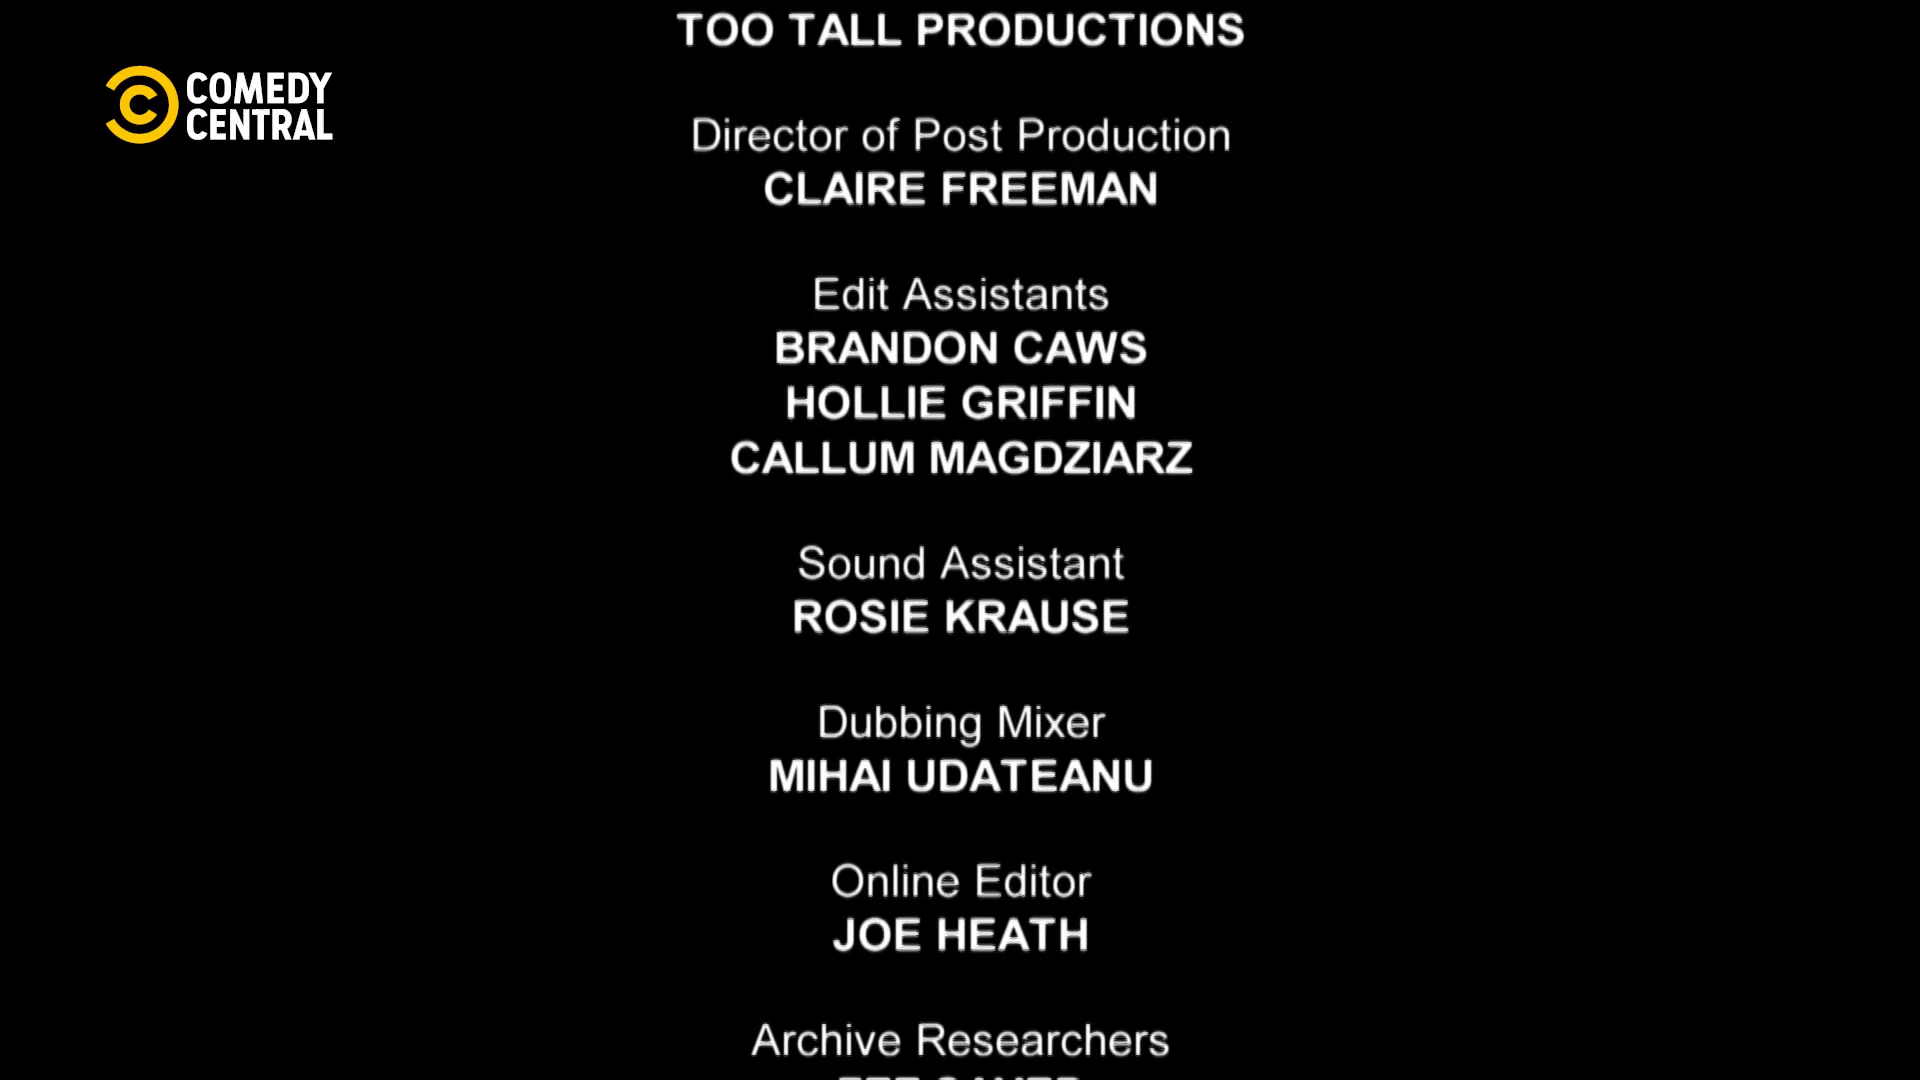 TOO TALL PRODUCTIONS
COMEDY
CENTRAL
Director of Post Production
CLAIRE FREEMAN
Edit Assistants
BRANDON CAWS
HOLLIE GRIFFIN
CALLUM MAGDZIARZ
Sound Assistant
ROSIE KRAUSE
Dubbing Mixer
MIHAI UDATEANU
Online Editor
JOE HEATH
Archive Researchers